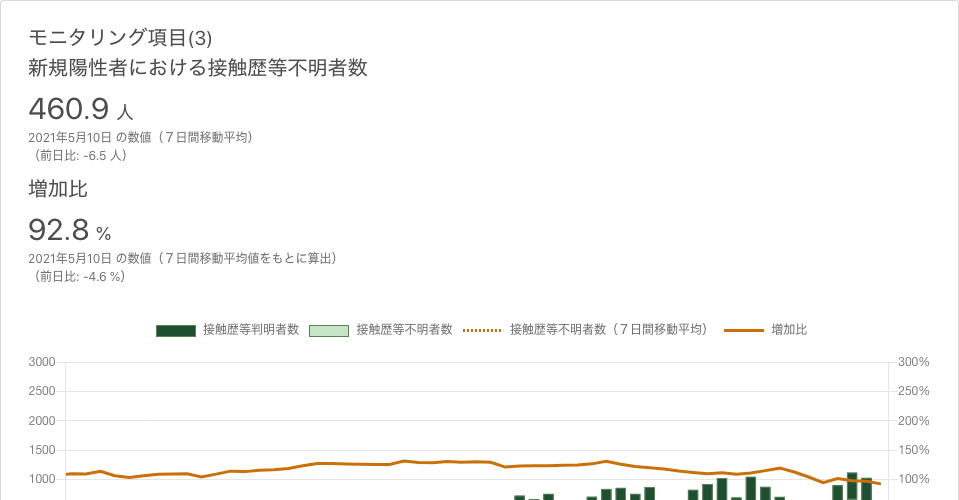 モニタリング項目(3)
新規陽性者における接触歴等不明者数
460.9 人
2021年5月10日 の数値（７日間移動平均）
（前日比: -6.5 人）
増加比
92.8 %
2021年5月10日 の数値（７日間移動平均値をもとに算出）
（前日比: -4.6 %）
接触歴等判明者数 接触歴等不明者数 接触歴等不明者数（７日間移動平均） 増加比
3000 300%
2500 250%
2000 200%
1500 150%
1000 100%